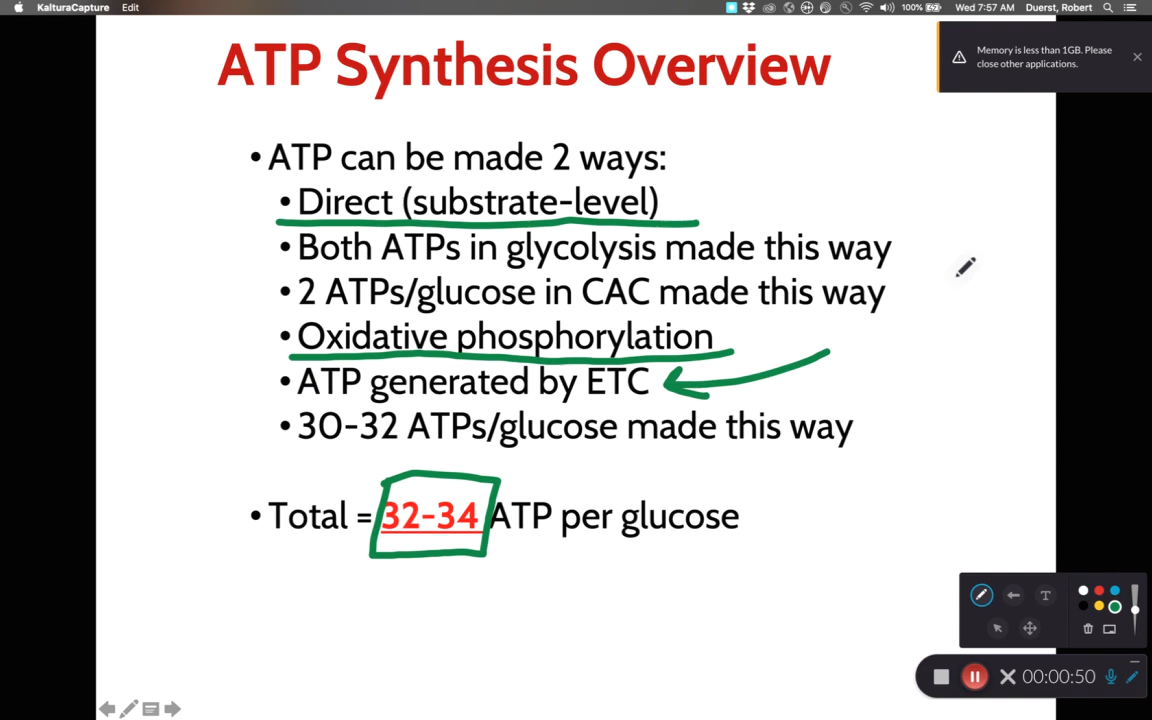 KalturaCapture Edit 100% Wed 7:57 AM Duerst, Robert
Memory is less than 1GB. Please
close other applications.
ATP Synthesis Overview
• ATP can be made 2 ways:
• Direct (substrate-level)
• Both ATPs in glycolysis made this way
• 2 ATPs/glucose in CAC made this way
• Oxidative phosphorylation
• ATP generated by ETC
• 30-32 ATPs/glucose made this way
• Total = 32-34 ATP per glucose
T
00:00:50